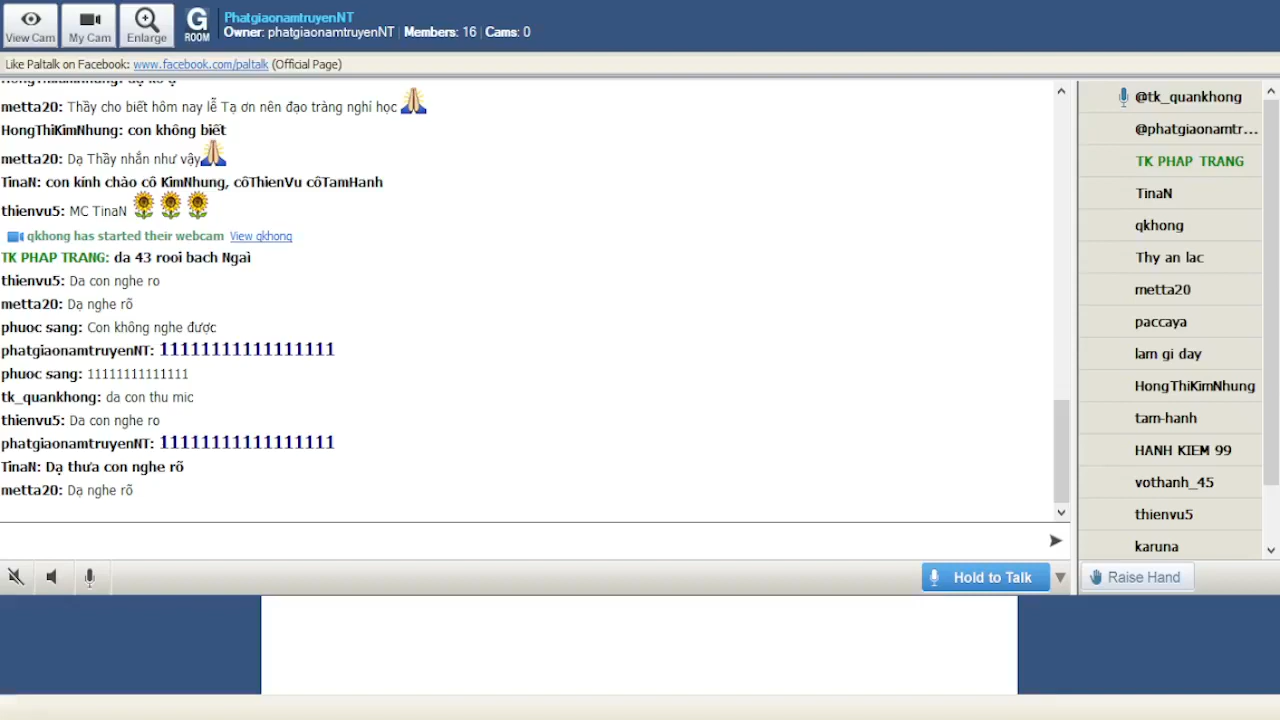 View Cam
My Cam
Enlarge
G
ROOM
PhatgiaonamtruyenNT
Owner: phatgiaonamtruyenNT | Members: 16 | Cams: 0
Like Paltalk on Facebook: www.facebook.com/paltalk (Official Page)
metta20: Thầy cho biết hôm nay lễ Tạ ơn nên đạo tràng nghỉ học
HongThiKimNhung: con không biết
metta20: Dạ Thầy nhắn như vậy
TinaN: con kính chào cô KimNhung, côThienVu côTamHanh
thienvu5: MC TinaN
qkhong has started their webcam View qkhong
TK PHAP TRANG: da 43 rooi bach Ngaì
thienvu5: Da con nghe ro
metta20: Dạ nghe rõ
phuoc sang: Con không nghe được
phatgiaonamtruyenNT: 11111111111111111
phuoc sang: 11111111111111
tk_quankhong: da con thu mic
thienvu5: Da con nghe ro
phatgiaonamtruyenNT: 11111111111111111
TinaN: Dạ thưa con nghe rõ
metta20: Dạ nghe rõ
@tk_quankhong
@phatgiaonamtr...
TK PHAP TRANG
TinaN
qkhong
Thy an lac
metta20
paccaya
lam gi day
HongThiKimNhung
tam-hanh
HANH KIEM 99
vothanh_45
thienvu5
karuna
Hold to Talk
Raise Hand